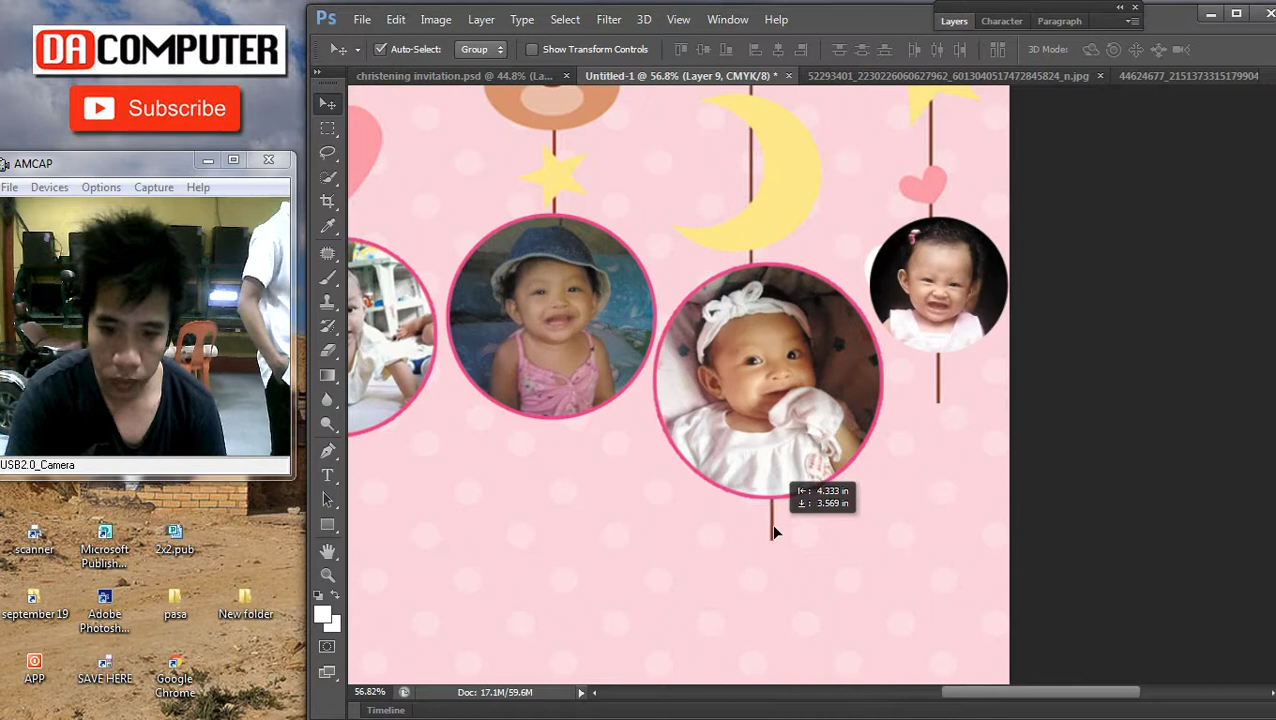 DA COMPUTER
Subscribe
AMCAP
File Devices Options Capture Help
USB2.0_Camera
scanner
Microsoft Publish...
2x2.pub
september 19
Adobe Photosh...
pasa
New folder
APP
SAVE HERE
Google Chrome
Ps File Edit Image Layer Type Select Filter 3D View Window Help
Layers Character Paragraph
Auto-Select: Group Show Transform Controls 3D Mode:
christening invitation.psd @ 44.8% (La... × Untitled-1 @ 56.8% (Layer 9, CMYK/8) * × 52293401_2230226060627962_6013040517472845824_n.jpg × 44624677_2151373315179904
4.333 in
3.569 in
56.82% Doc: 17.1M/59.6M
Timeline